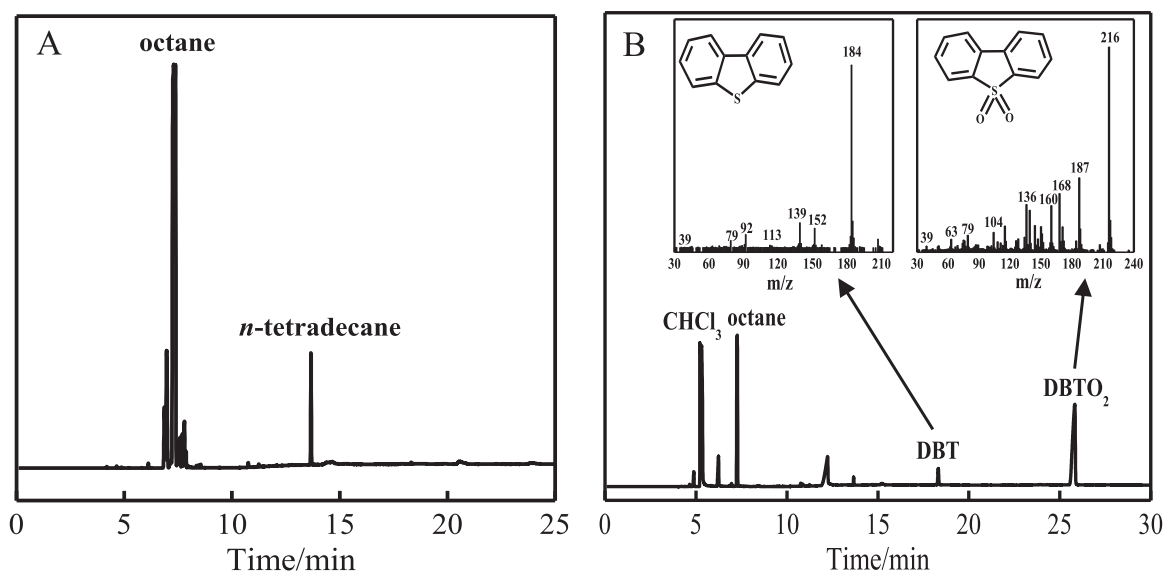 A
octane
n-tetradecane
0 5 10 15 20 25
Time/min
B
S
184
39 79 92 113 139 152
30 60 90 120 150 180 210
m/z
S
O O
216
39 63 79 104 136 160 168 187
30 60 90 120 150 180 210 240
m/z
CHCl₃ octane
DBT
DBTO₂
0 5 10 15 20 25 30
Time/min